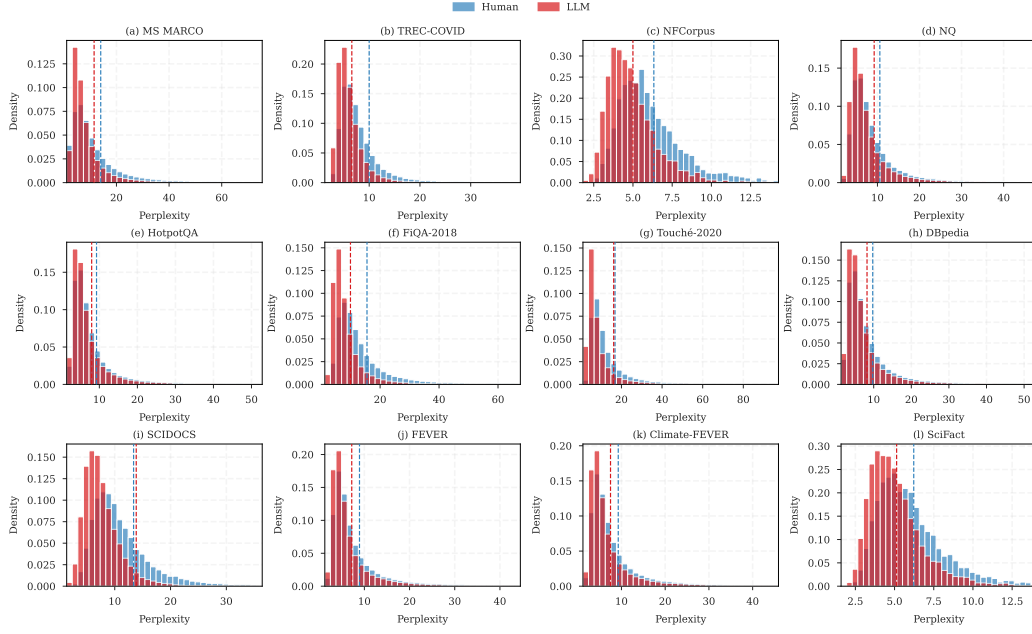 Human LLM
(a) MS MARCO (b) TREC-COVID (c) NFCorpus (d) NQ
Density 0.000 0.025 0.050 0.075 0.100 0.125 20 40 60 Perplexity
Density 0.00 0.05 0.10 0.15 0.20 10 20 30 Perplexity
Density 0.00 0.05 0.10 0.15 0.20 0.25 0.30 2.5 5.0 7.5 10.0 12.5 Perplexity
Density 0.00 0.05 0.10 0.15 10 20 30 40 Perplexity
(e) HotpotQA (f) FiQA-2018 (g) Touché-2020 (h) DBpedia
Density 0.00 0.05 0.10 0.15 10 20 30 40 50 Perplexity
Density 0.000 0.025 0.050 0.075 0.100 0.125 0.150 20 40 60 Perplexity
Density 0.000 0.025 0.050 0.075 0.100 0.125 0.150 20 40 60 80 Perplexity
Density 0.000 0.025 0.050 0.075 0.100 0.125 0.150 10 20 30 40 50 Perplexity
(i) SCIDOCS (j) FEVER (k) Climate-FEVER (l) SciFact
Density 0.000 0.025 0.050 0.075 0.100 0.125 0.150 10 20 30 Perplexity
Density 0.00 0.05 0.10 0.15 0.20 10 20 30 40 Perplexity
Density 0.00 0.05 0.10 0.15 0.20 10 20 30 40 Perplexity
Density 0.00 0.05 0.10 0.15 0.20 0.25 0.30 2.5 5.0 7.5 10.0 12.5 Perplexity